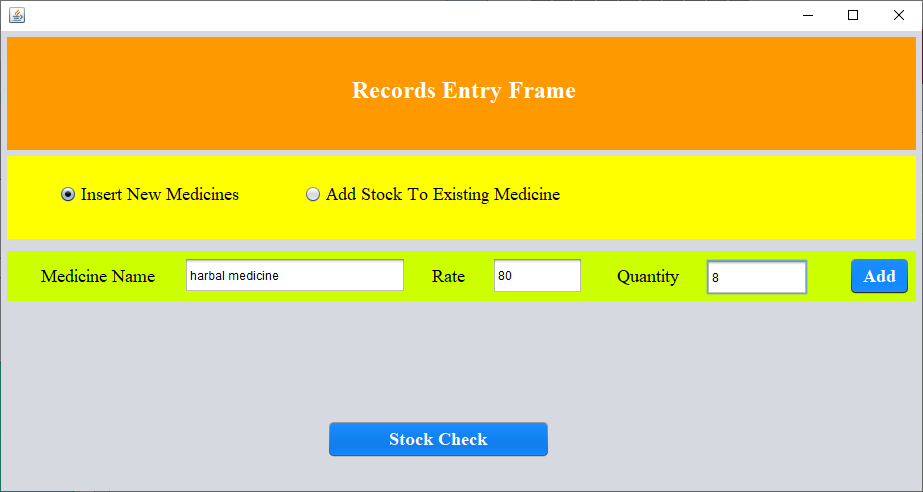 Records Entry Frame
Insert New Medicines Add Stock To Existing Medicine
Medicine Name harbal medicine Rate 80 Quantity 8 Add
Stock Check